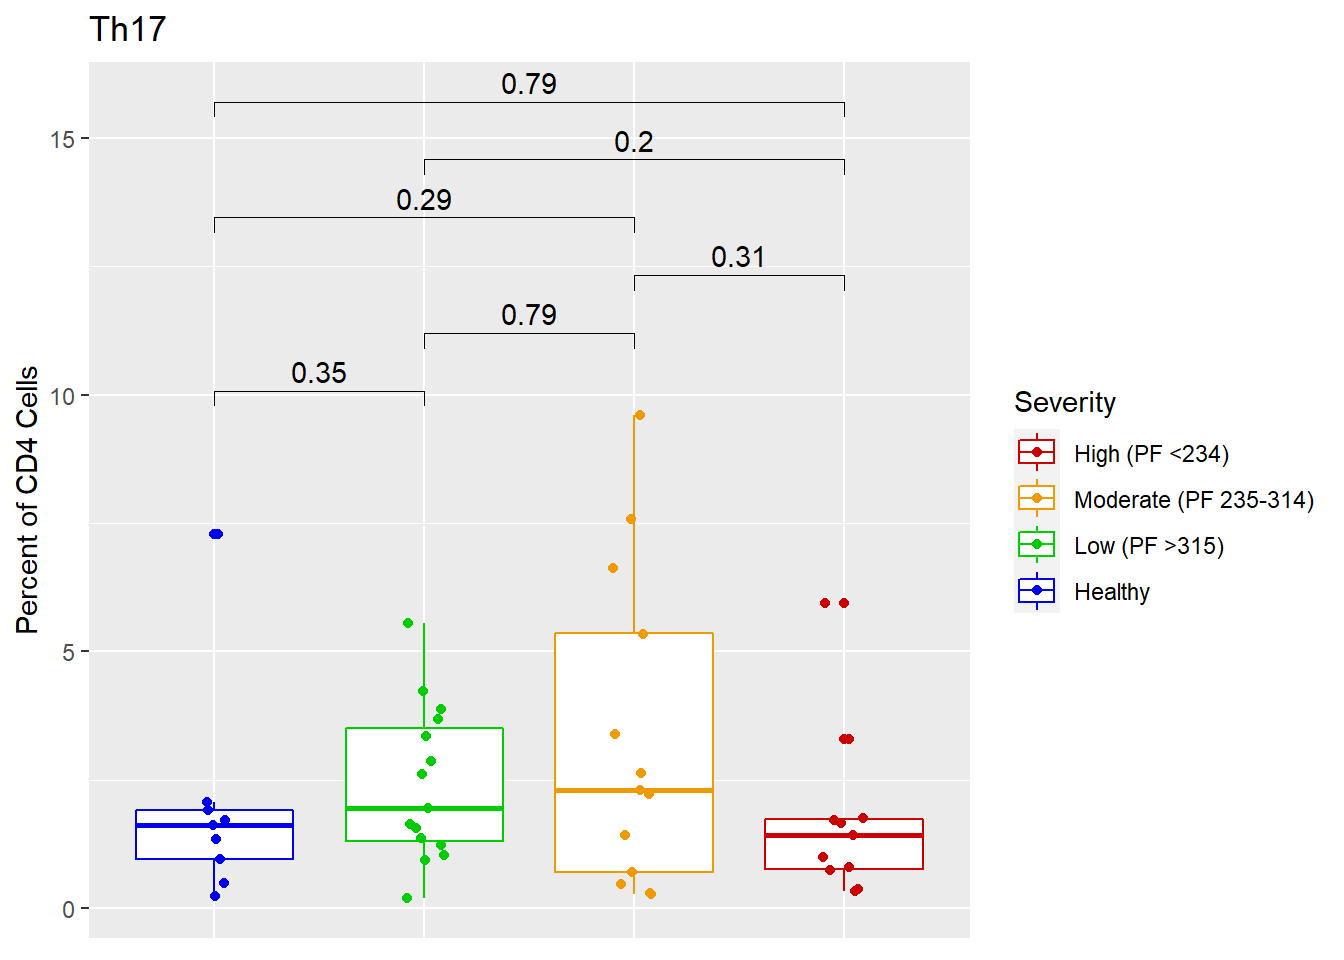 Th17
0.79
0.2
0.29
0.31
0.79
0.35
15
10
5
0
Percent of CD4 Cells
Severity
High (PF <234)
Moderate (PF 235-314)
Low (PF >315)
Healthy